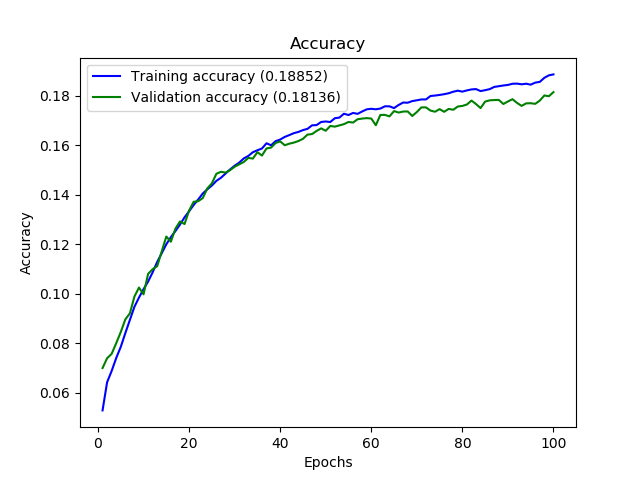 Accuracy
Training accuracy (0.18852)
Validation accuracy (0.18136)
0.18
0.16
0.14
0.12
0.10
0.08
0.06
Accuracy
0 20 40 60 80 100
Epochs